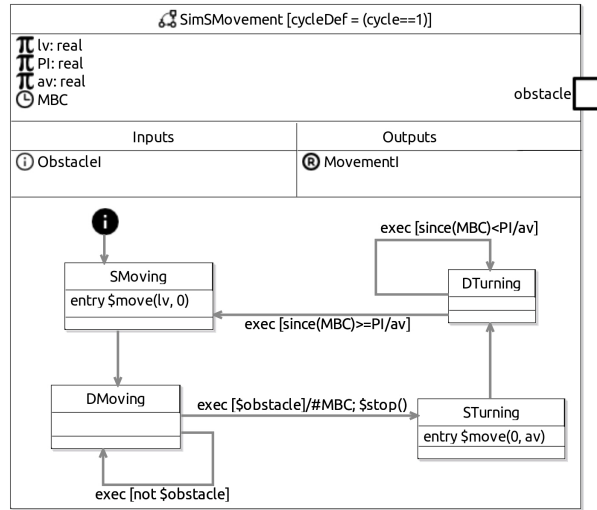 SimSMovement [cycleDef = (cycle==1)]
π lv: real
π PI: real
π av: real
MBC
obstacle
Inputs
Outputs
i ObstacleI
R MovementI
i
exec [since(MBC)<PI/av]
SMoving
entry $move(lv, 0)
DTurning
exec [since(MBC)>=PI/av]
DMoving
exec [$obstacle]/#MBC; $stop()
STurning
entry $move(0, av)
exec [not $obstacle]